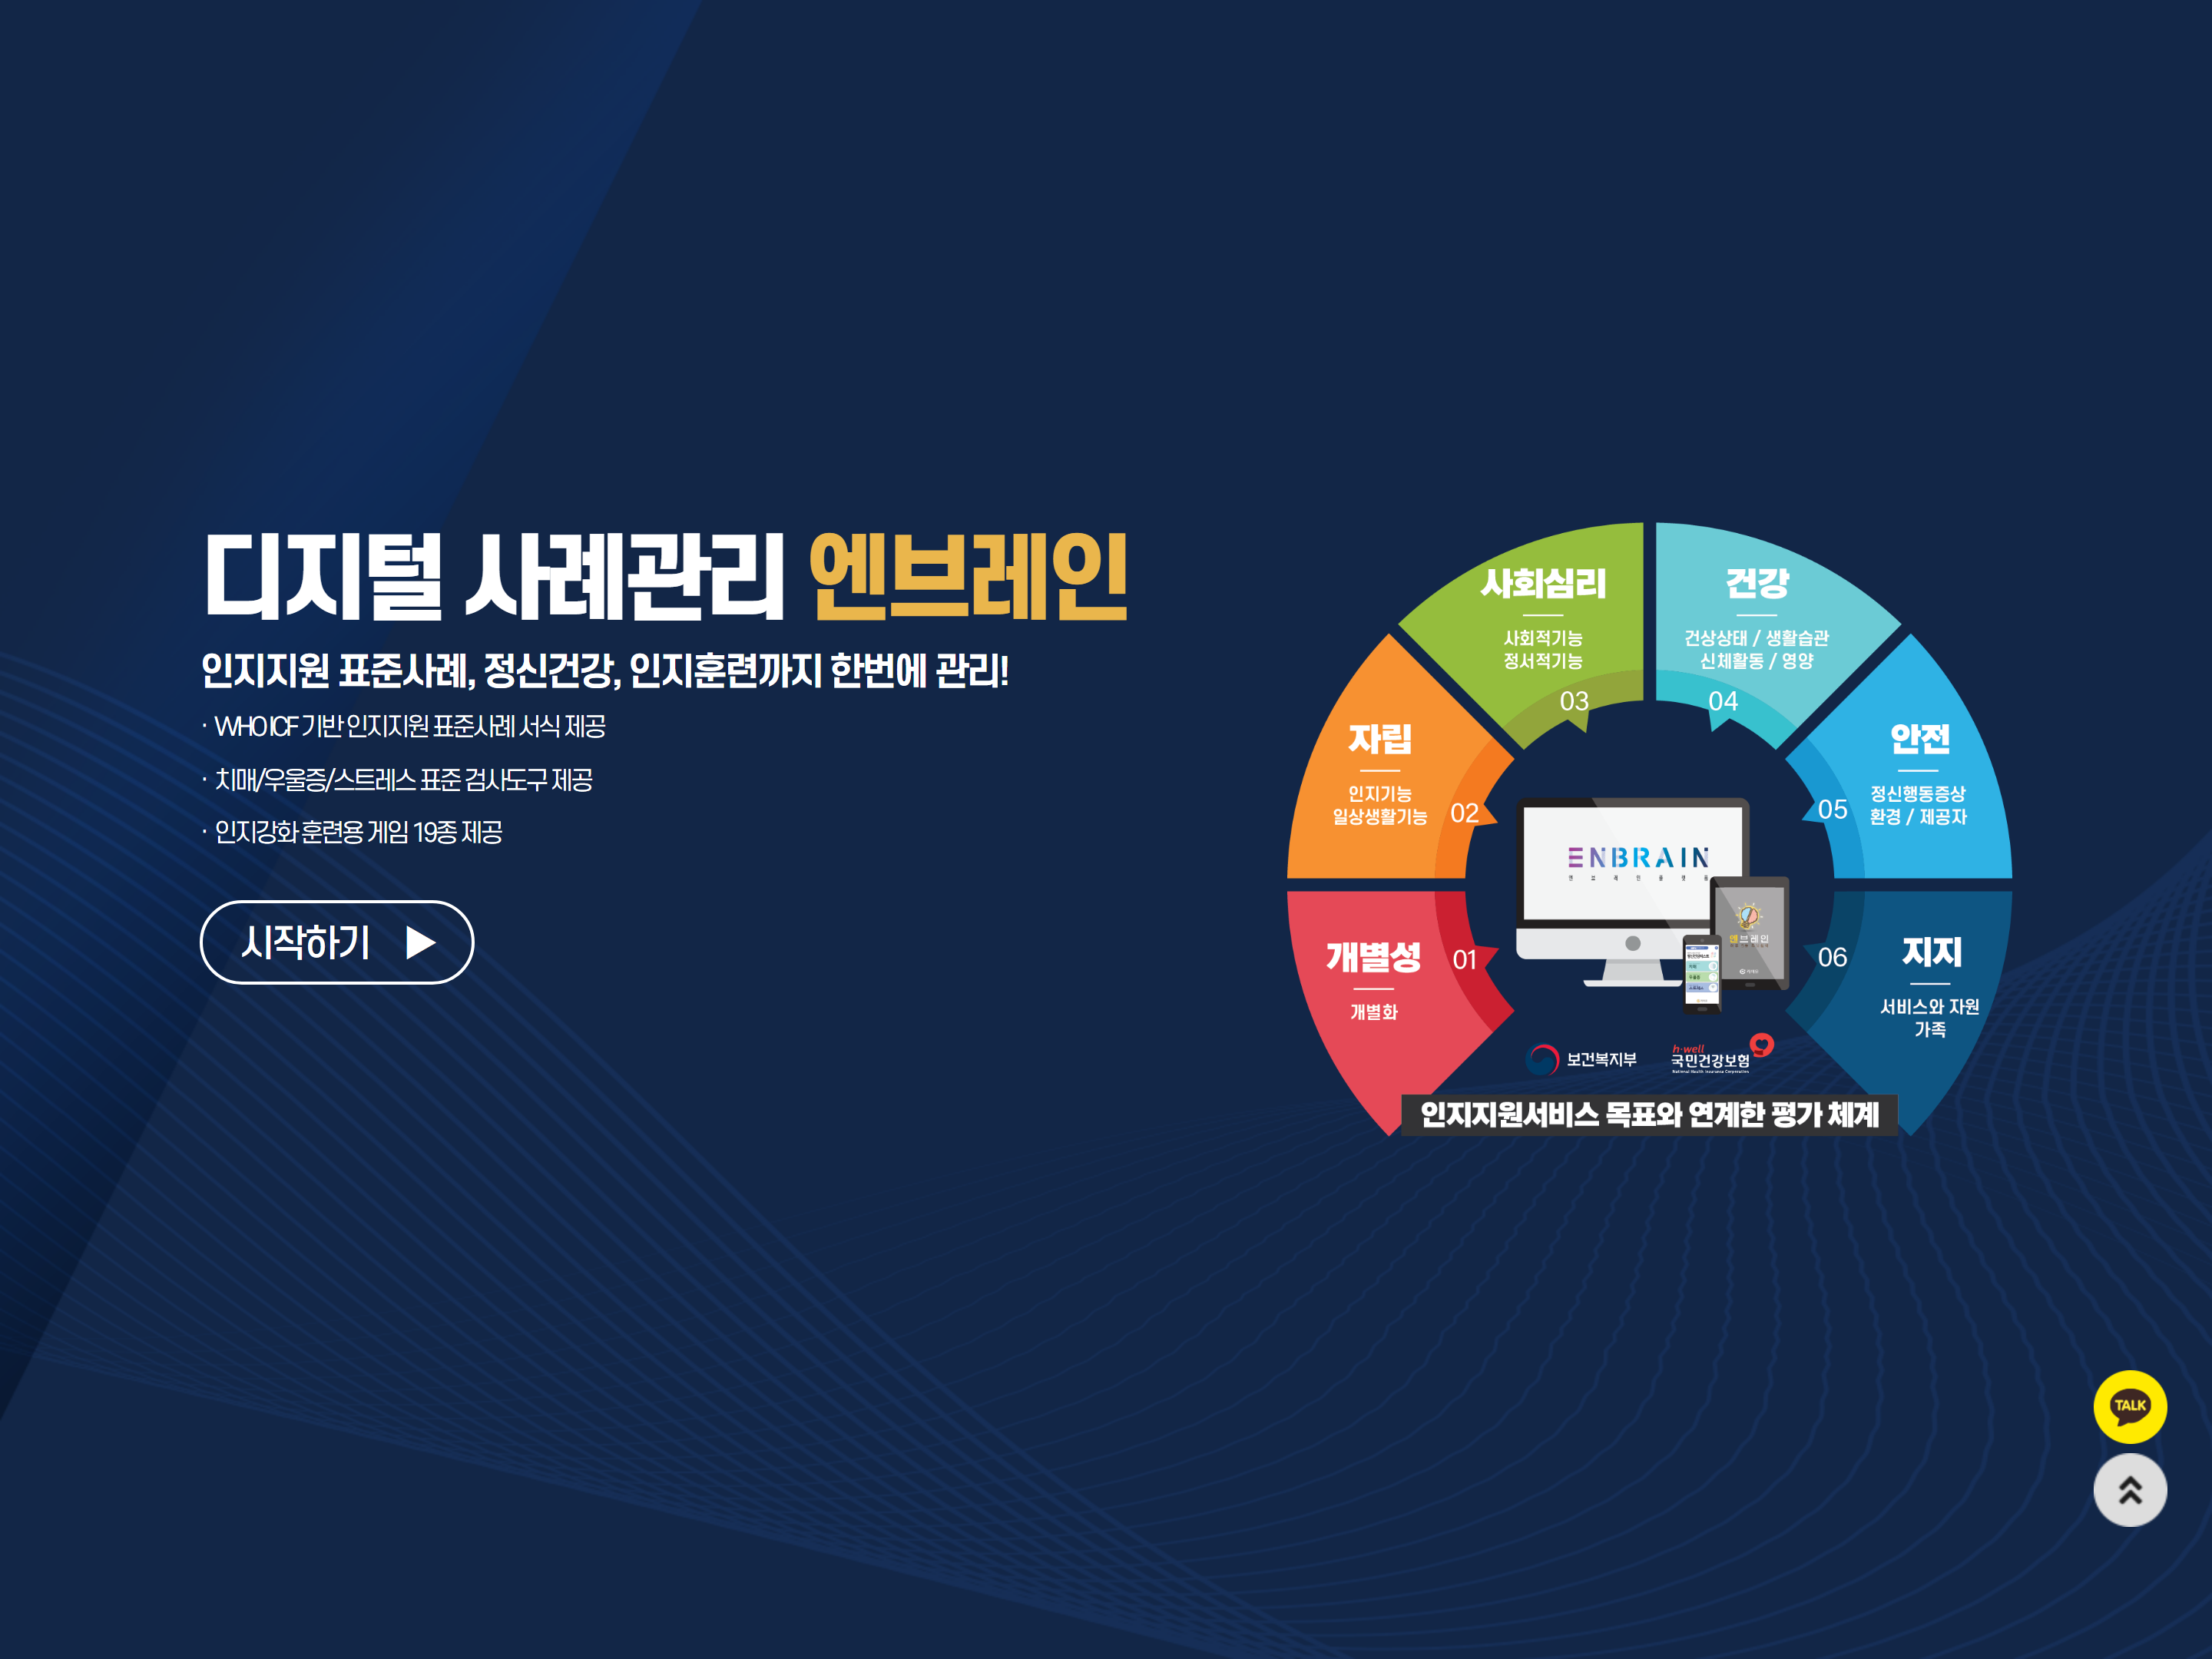 디지털 사례관리 엔브레인
인지지원 표준사례, 정신건강, 인지훈련까지 한번에 관리!
· WHO ICF 기반 인지지원 표준사례 서식 제공
· 치매/우울증/스트레스 표준 검사도구 제공
· 인지강화 훈련용 게임 19종 제공
시작하기
사회심리
사회적기능
정서적기능
03
건강
건상상태 / 생활습관
신체활동 / 영양
04
자립
인지기능
일상생활기능
02
안전
정신행동증상
환경 / 제공자
05
개별성
개별화
01
지지
서비스와 자원
가족
06
ENBRAIN
엔브레인
보건복지부
h·well
국민건강보험
National Health Insurance Corporation
인지지원서비스 목표와 연계한 평가 체계
TALK